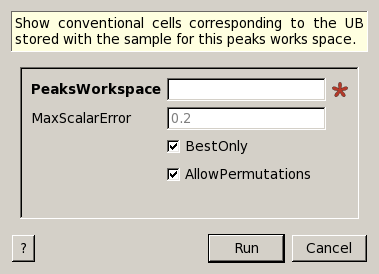 Show conventional cells corresponding to the UB
stored with the sample for this peaks works space.
PeaksWorkspace *
MaxScalarError 0.2
BestOnly
AllowPermutations
? Run Cancel